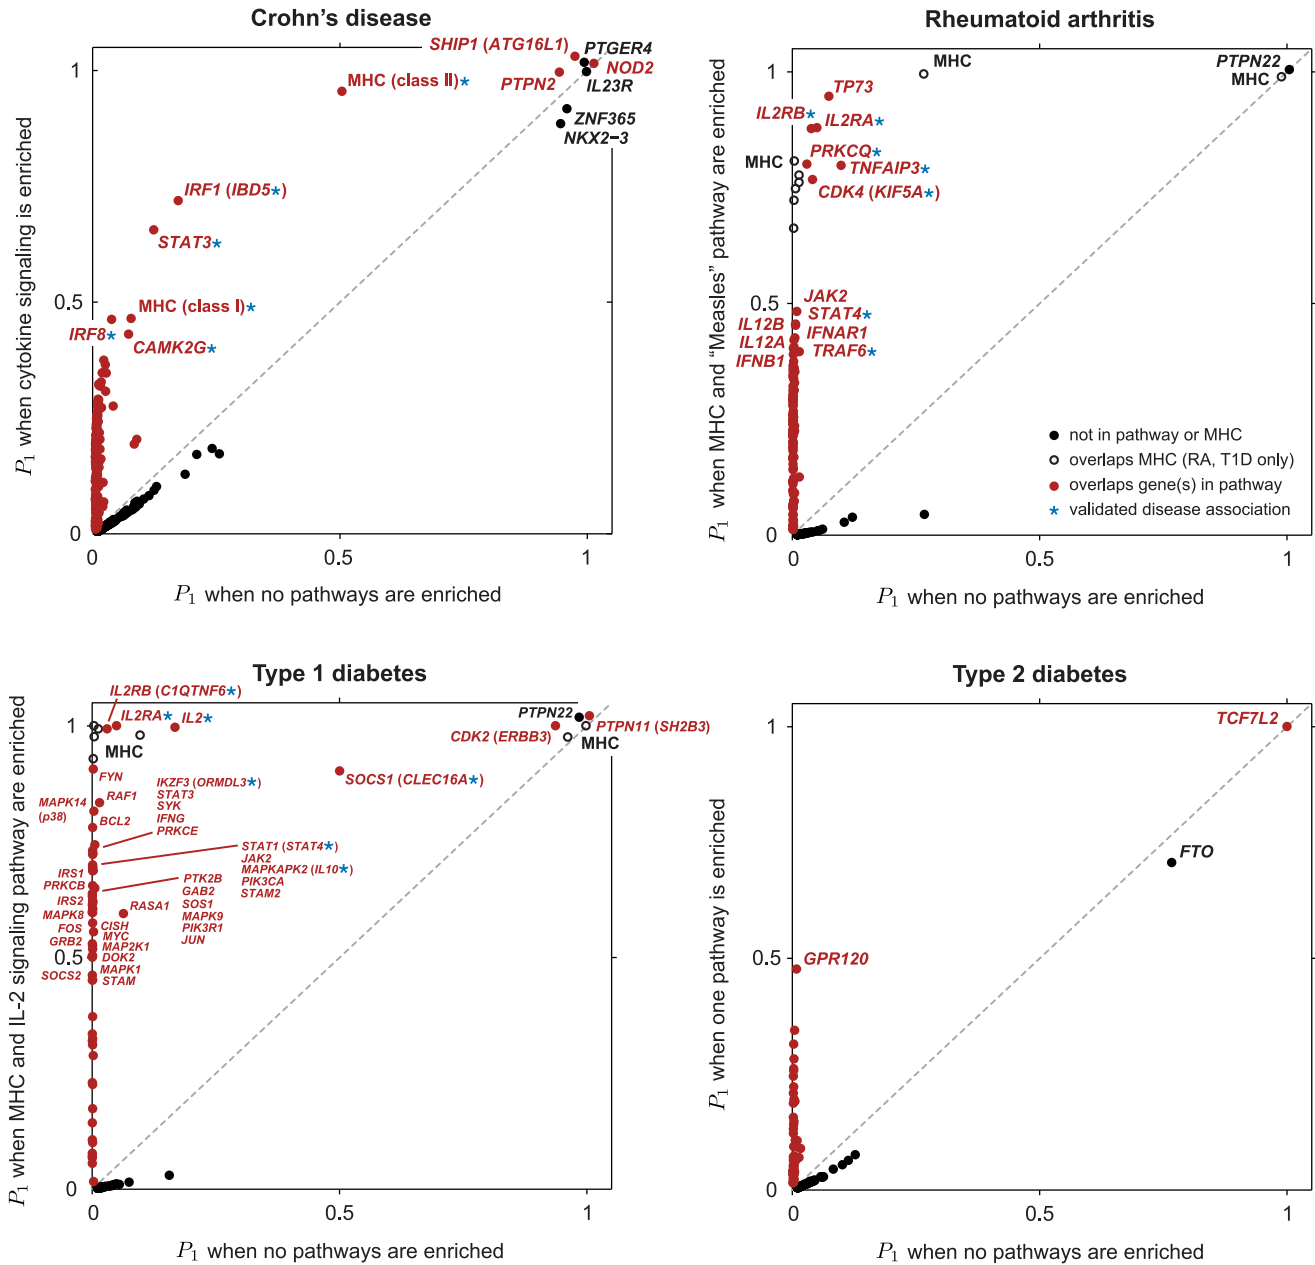 Crohn's disease
P₁ when cytokine signaling is enriched
1
0.5
0
0
0.5
1
P₁ when no pathways are enriched
SHIP1 (ATG16L1)
PTGER4
NOD2
MHC (class II)*
PTPN2
IL23R
ZNF365
NKX2−3
IRF1 (IBD5*)
STAT3*
MHC (class I)*
IRF8*
CAMK2G*
Rheumatoid arthritis
P₁ when MHC and “Measles” pathway are enriched
1
0.5
0
0
0.5
1
P₁ when no pathways are enriched
MHC
PTPN22
MHC
TP73
IL2RB*
IL2RA*
PRKCQ*
MHC
TNFAIP3*
CDK4 (KIF5A*)
JAK2
STAT4*
IL12B
IFNAR1
IL12A
TRAF6*
IFNB1
not in pathway or MHC
overlaps MHC (RA, T1D only)
overlaps gene(s) in pathway
* validated disease association
Type 1 diabetes
P₁ when MHC and IL-2 signaling pathway are enriched
1
0.5
0
0
0.5
1
P₁ when no pathways are enriched
IL2RB (C1QTNF6*)
IL2RA*
IL2*
MHC
PTPN22
CDK2 (ERBB3)
PTPN11 (SH2B3)
MHC
SOCS1 (CLEC16A*)
FYN
RAF1
MAPK14
(p38)
BCL2
IKZF3 (ORMDL3*)
STAT3
SYK
IFNG
PRKCE
STAT1 (STAT4*)
JAK2
MAPKAPK2 (IL10*)
PIK3CA
STAM2
IRS1
PRKCB
IRS2
MAPK8
FOS
GRB2
SOCS2
PTK2B
GAB2
SOS1
MAPK9
PIK3R1
JUN
RASA1
CISH
MYC
MAP2K1
DOK2
MAPK1
STAM
Type 2 diabetes
P₁ when one pathway is enriched
1
0.5
0
0
0.5
1
P₁ when no pathways are enriched
TCF7L2
FTO
GPR120